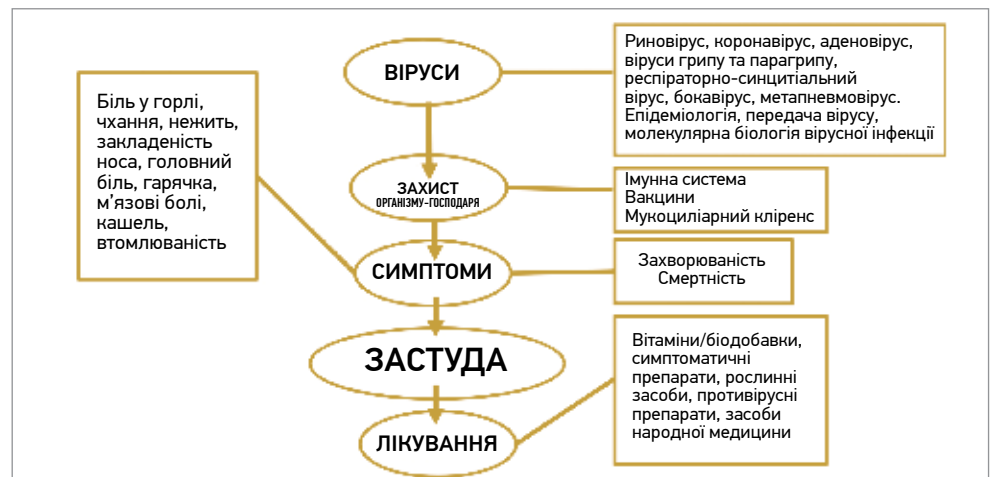 ВІРУСИ
Риновірус, коронавірус, аденовірус,
віруси грипу та парагрипу,
респіраторно-синцитіальний
вірус, бокавірус, метапневмовірус.
Епідеміологія, передача вірусу,
молекулярна біологія вірусної інфекції
Біль у горлі,
чхання, нежить,
закладеність
носа, головний
біль, гарячка,
м’язові болі,
кашель,
втомлюваність
ЗАХИСТ
ОРГАНІЗМУ-ГОСПОДАРЯ
Імунна система
Вакцини
Мукоциліарний кліренс
СИМПТОМИ
Захворюваність
Смертність
ЗАСТУДА
Вітаміни/біодобавки,
симптоматичні
препарати, рослинні
засоби, противірусні
препарати, засоби
народної медицини
ЛІКУВАННЯ